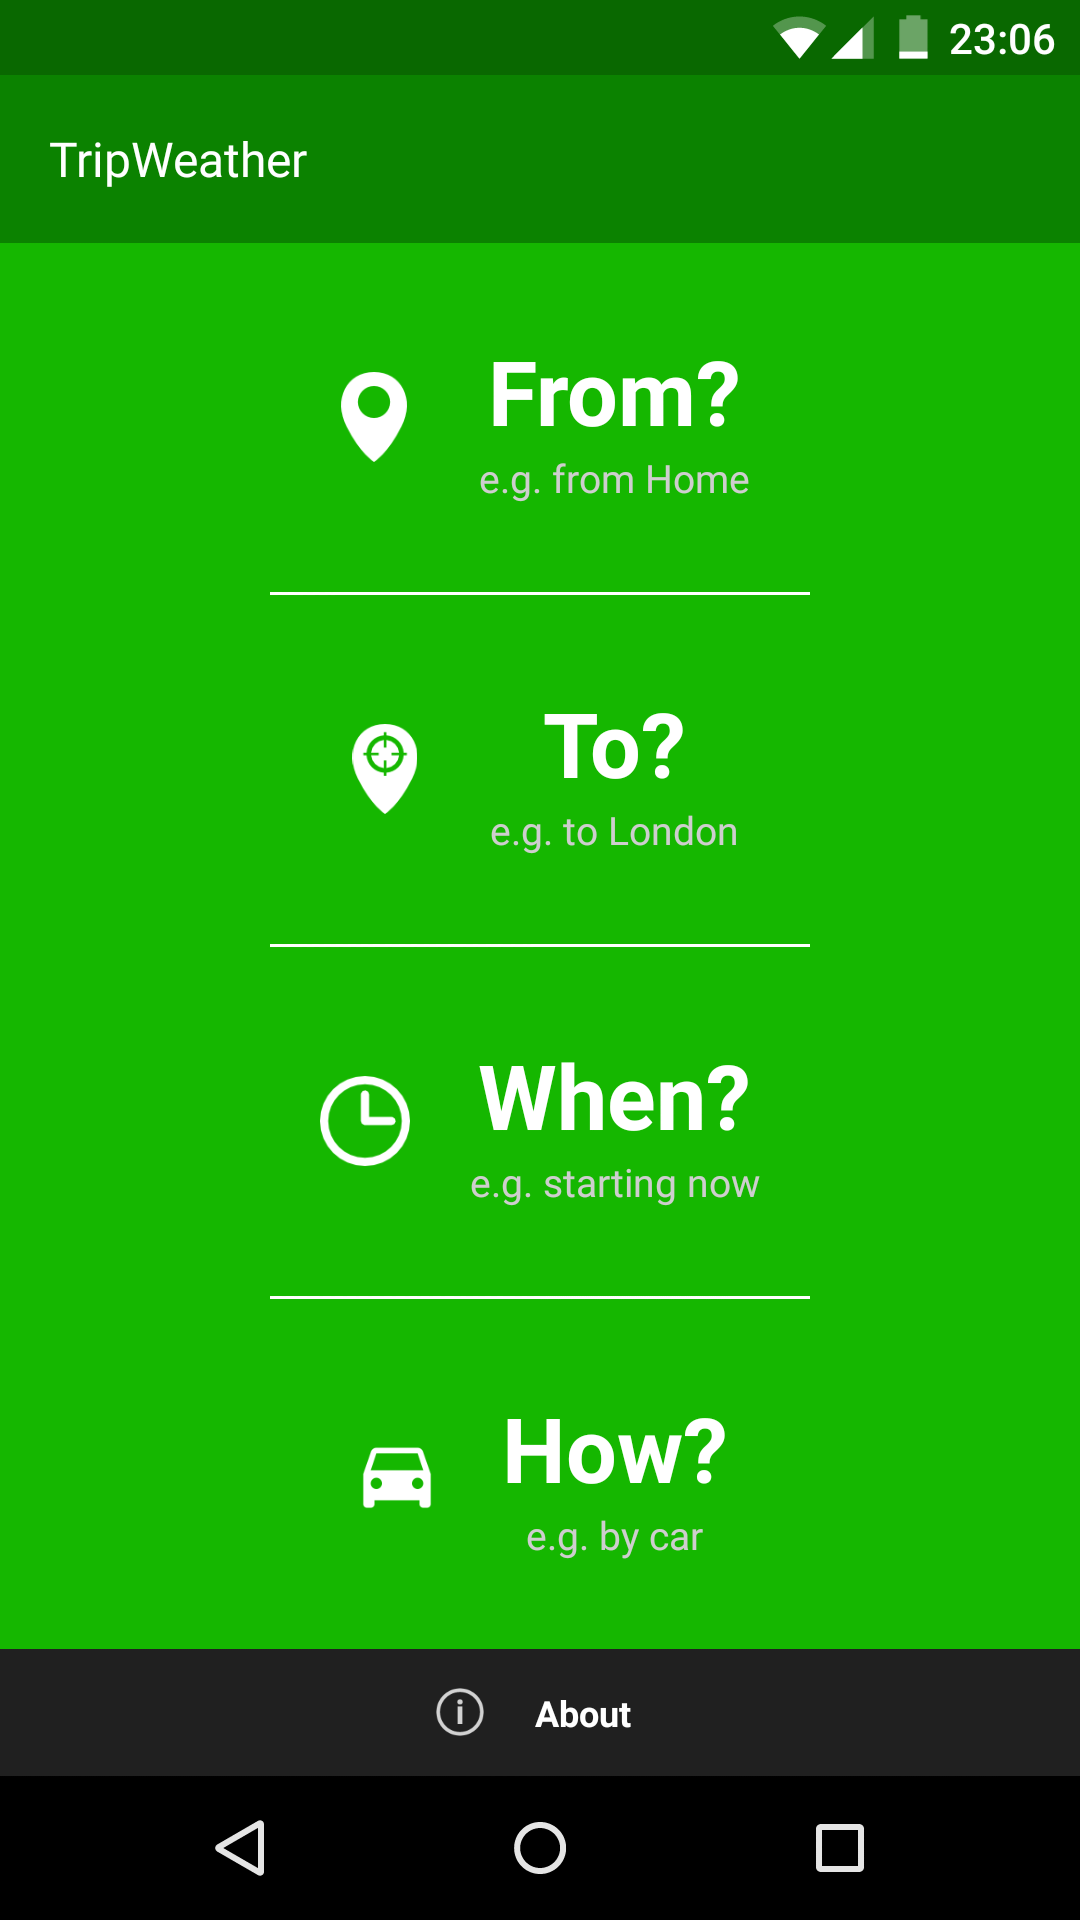 23:06
TripWeather
From?
e.g. from Home
To?
e.g. to London
When?
e.g. starting now
How?
e.g. by car
About